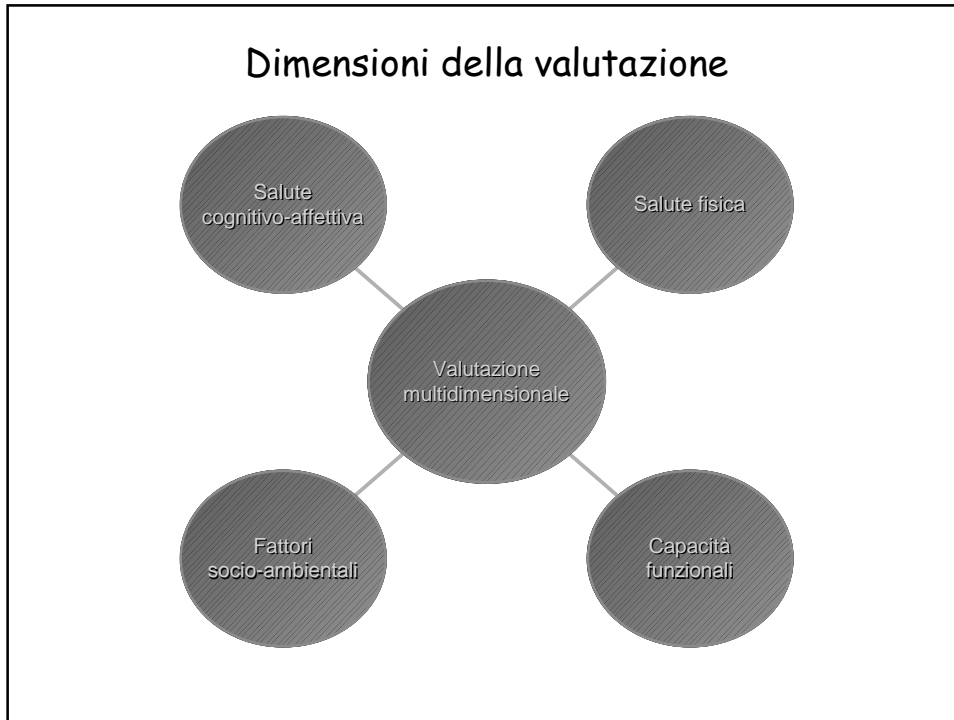 Dimensioni della valutazione
Salute
cognitivo-affettiva
Salute fisica
Valutazione
multidimensionale
Fattori
socio-ambientali
Capacità
funzionali